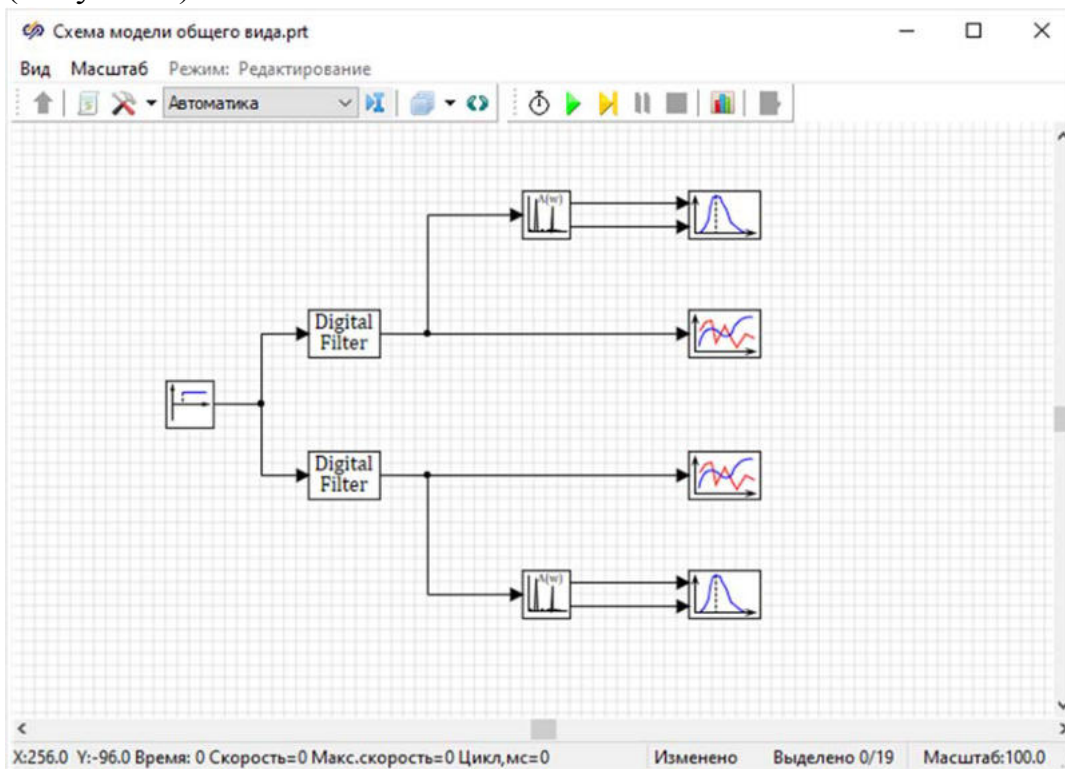 Схема модели общего вида.prt
Вид Масштаб Режим: Редактирование
Автоматика
A(w)
Digital
Filter
Digital
Filter
A(w)
X:256.0 Y:-96.0 Время: 0 Скорость=0 Макс.скорость=0 Цикл,мс=0 Изменено Выделено 0/19 Масштаб:100.0